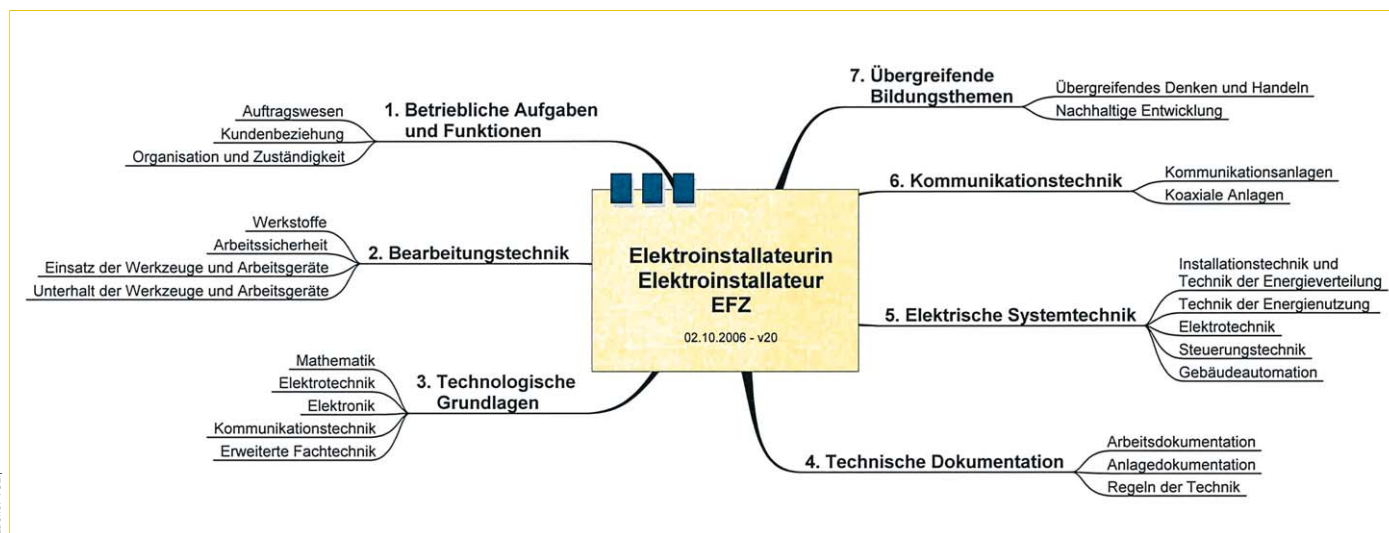 Elektroinstallateurin
Elektroinstallateur
EFZ
02.10.2006 - v20
1. Betriebliche Aufgaben
und Funktionen
Auftragswesen
Kundenbeziehung
Organisation und Zuständigkeit
2. Bearbeitungstechnik
Werkstoffe
Arbeitssicherheit
Einsatz der Werkzeuge und Arbeitsgeräte
Unterhalt der Werkzeuge und Arbeitsgeräte
3. Technologische
Grundlagen
Mathematik
Elektrotechnik
Elektronik
Kommunikationstechnik
Erweiterte Fachtechnik
4. Technische Dokumentation
Arbeitsdokumentation
Anlagedokumentation
Regeln der Technik
5. Elektrische Systemtechnik
Installationstechnik und
Technik der Energieverteilung
Technik der Energienutzung
Elektrotechnik
Steuerungstechnik
Gebäudeautomation
6. Kommunikationstechnik
Kommunikationsanlagen
Koaxiale Anlagen
7. Übergreifende
Bildungsthemen
Übergreifendes Denken und Handeln
Nachhaltige Entwicklung